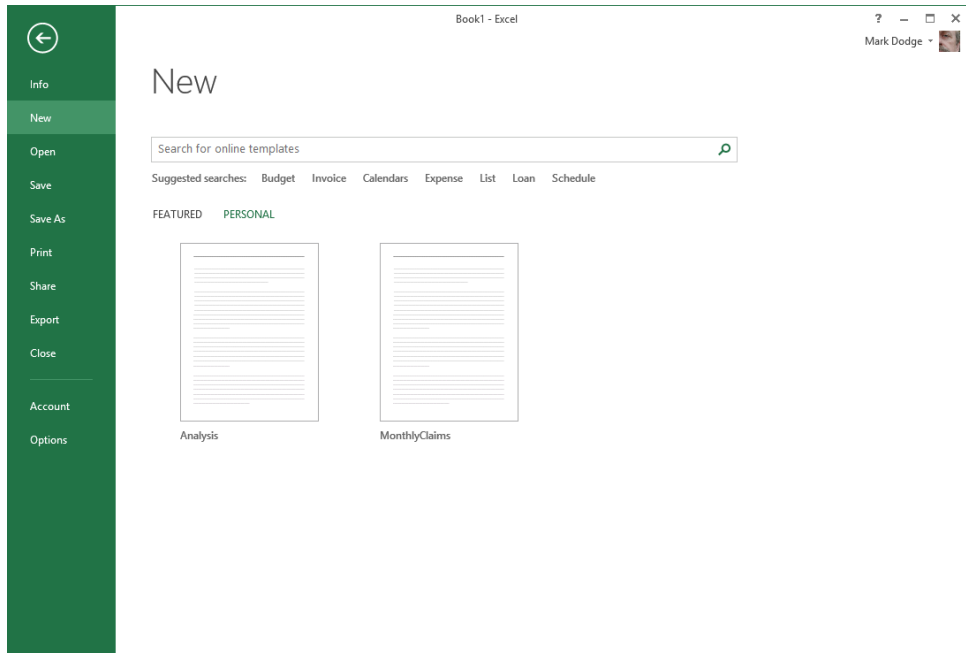 Book1 - Excel
?
Mark Dodge
Info
New
Open
Save
Save As
Print
Share
Export
Close
Account
Options
New
Search for online templates
Suggested searches: Budget Invoice Calendars Expense List Loan Schedule
FEATURED PERSONAL
Analysis MonthlyClaims